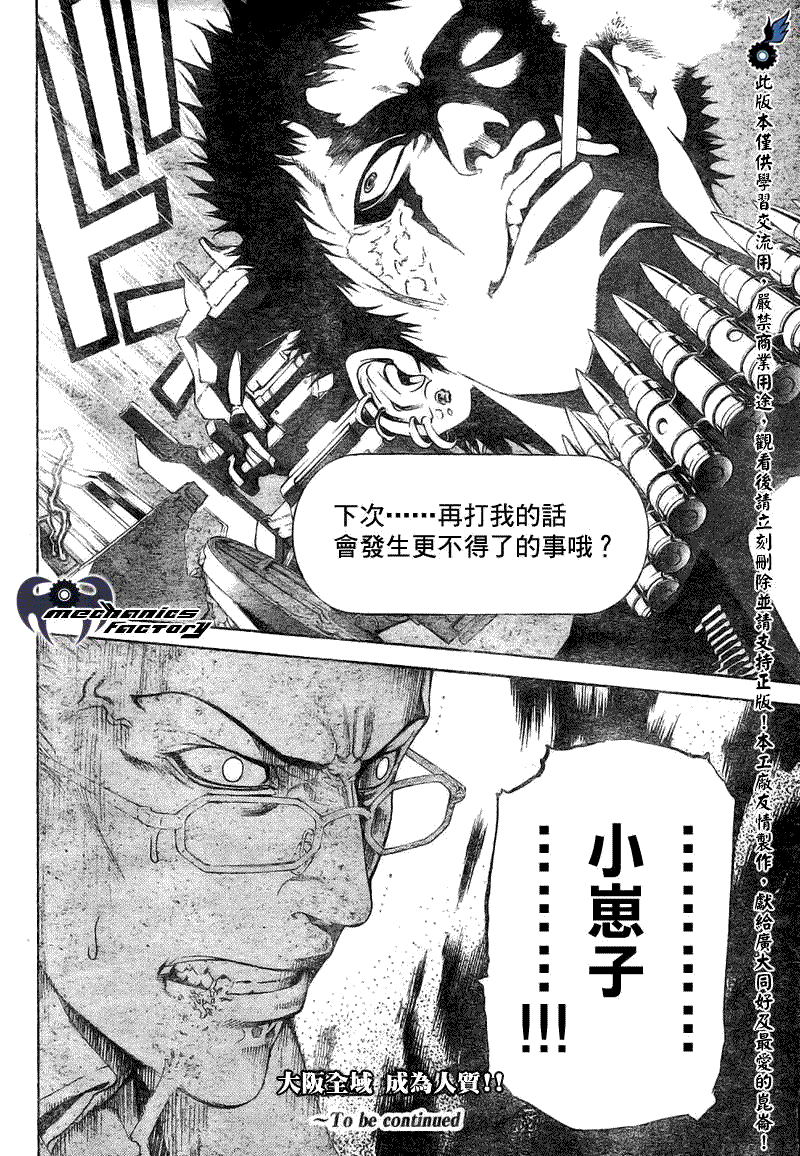 下次……再打我的話
會發生更不得了的事哦？
mechanics
factory
…………
小崽子
…………!!!
大阪全域 成為人質!!
~To be continued
此版本僅供學習交流用，嚴禁商業用途，觀看後請立刻刪除並請支持正版！本工廠友情製作，獻給廣大同好及最愛的崑崙！